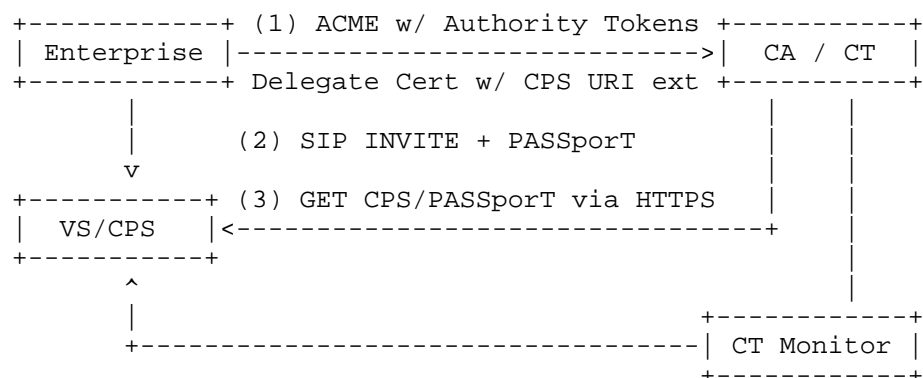 (1) ACME w/ Authority Tokens
Enterprise
CA / CT
Delegate Cert w/ CPS URI ext
(2) SIP INVITE + PASSporT
(3) GET CPS/PASSporT via HTTPS
VS/CPS
CT Monitor